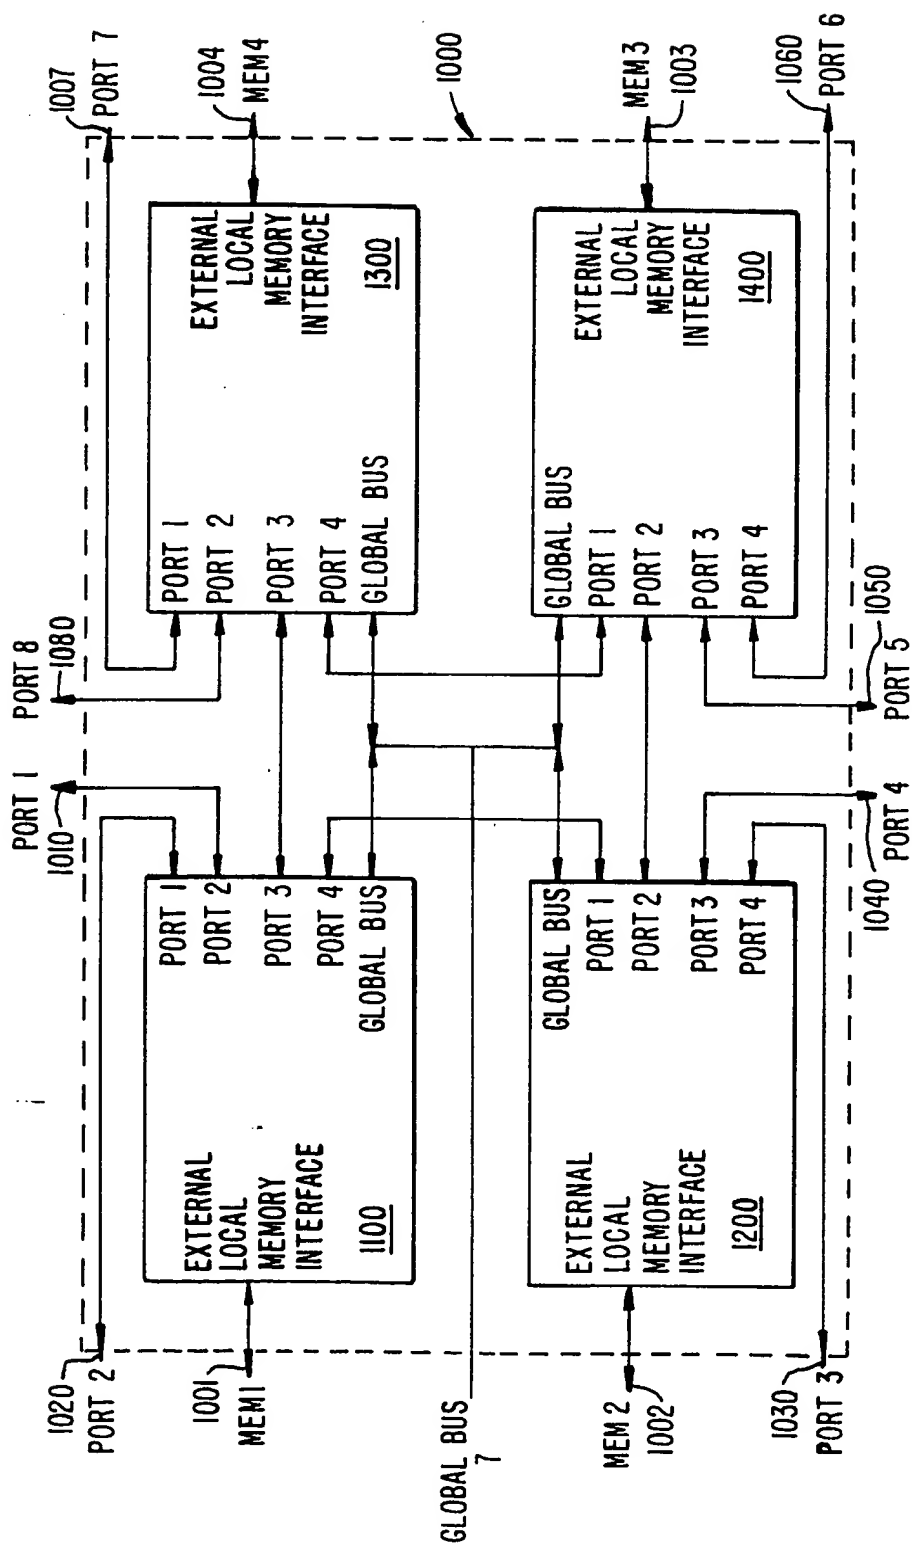 PORT 1
PORT 8
1020
PORT 2
1010
1080
1007
PORT 7
1001
MEM1
EXTERNAL
LOCAL
MEMORY
INTERFACE
1100
PORT 1
PORT 2
PORT 3
PORT 4
GLOBAL BUS
PORT 1
PORT 2
PORT 3
PORT 4
GLOBAL BUS
EXTERNAL
LOCAL
MEMORY
INTERFACE
1300
1004
MEM4
GLOBAL BUS
7
1000
MEM 2
1002
EXTERNAL
LOCAL
MEMORY
INTERFACE
1200
GLOBAL BUS
PORT 1
PORT 2
PORT 3
PORT 4
GLOBAL BUS
PORT 1
PORT 2
PORT 3
PORT 4
EXTERNAL
LOCAL
MEMORY
INTERFACE
1400
MEM 3
1003
1030
PORT 3
1040
PORT 4
1050
PORT 5
1060
PORT 6